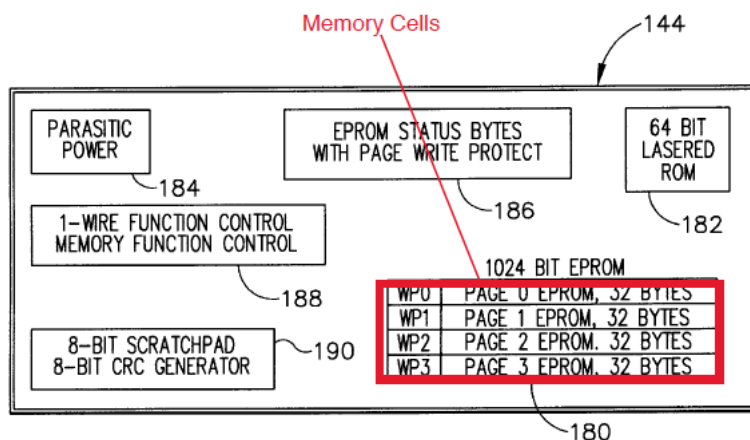 Memory Cells
144
PARASITIC
POWER
184
EPROM STATUS BYTES
WITH PAGE WRITE PROTECT
186
64 BIT
LASERED
ROM
182
1-WIRE FUNCTION CONTROL
MEMORY FUNCTION CONTROL
188
1024 BIT EPROM
WP0 PAGE 0 EPROM, 32 BYTES
WP1 PAGE 1 EPROM, 32 BYTES
WP2 PAGE 2 EPROM. 32 BYTES
WP3 PAGE 3 EPROM, 32 BYTES
180
8-BIT SCRATCHPAD
8-BIT CRC GENERATOR
190